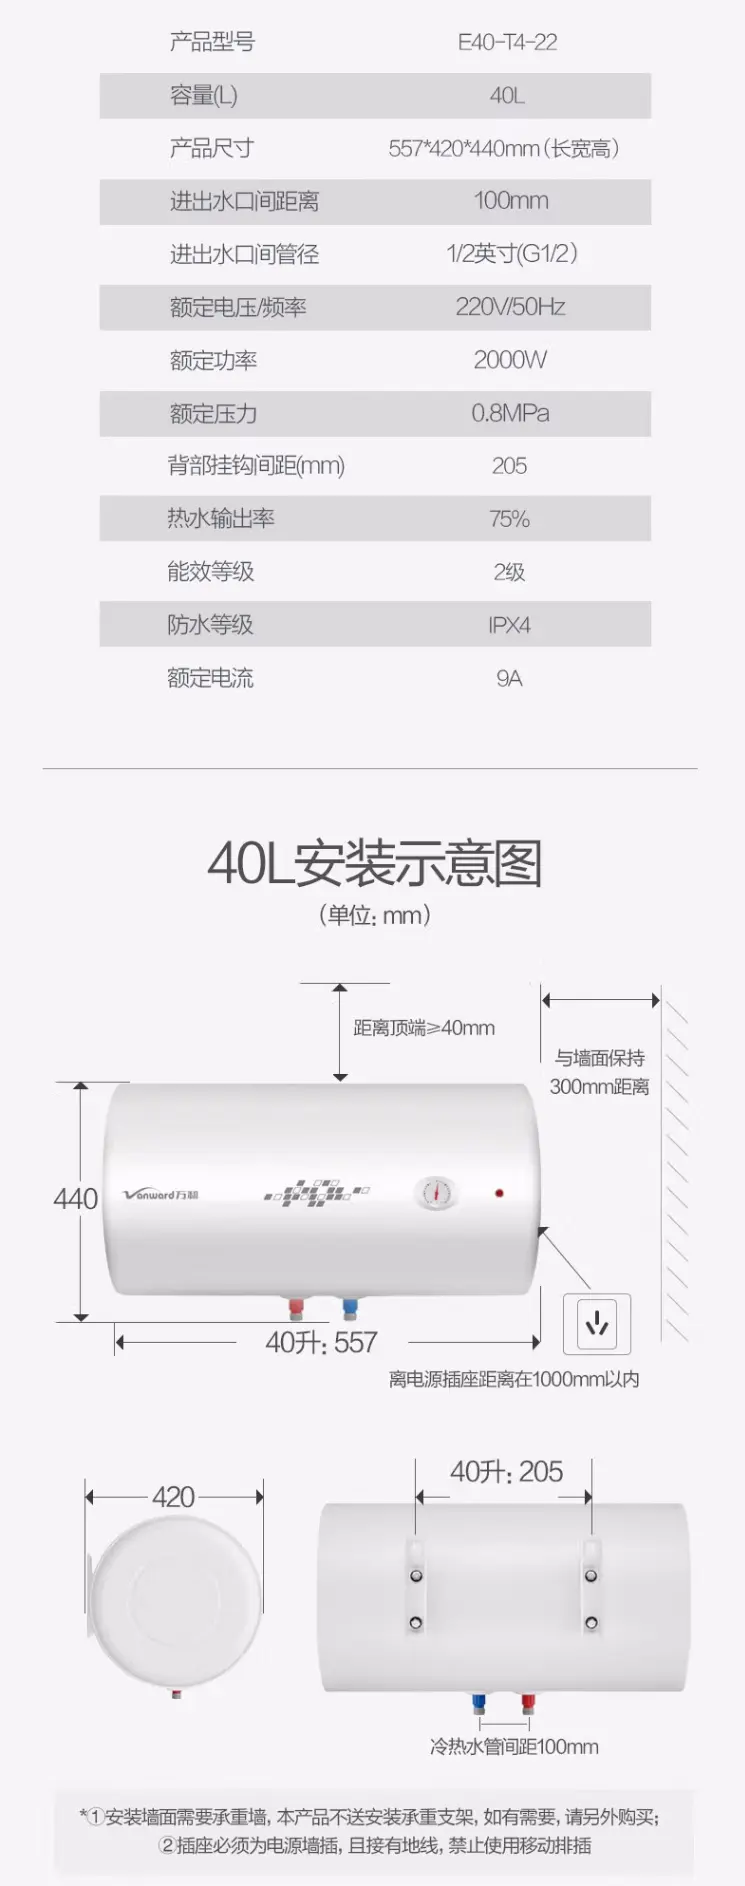 产品型号 E40-T4-22
容量(L) 40L
产品尺寸 557*420*440mm（长宽高）
进出水口间距离 100mm
进出水口间管径 1/2英寸(G1/2）
额定电压/频率 220V/50Hz
额定功率 2000W
额定压力 0.8MPa
背部挂钩间距(mm) 205
热水输出率 75%
能效等级 2级
防水等级 IPX4
额定电流 9A
40L安装示意图
（单位: mm）
距离顶端≥40mm
与墙面保持
300mm距离
440
Vanward万和
40升: 557
离电源插座距离在1000mm以内
40升: 205
420
冷热水管间距100mm
*①安装墙面需要承重墙, 本产品不送安装承重支架, 如有需要, 请另外购买;
②插座必须为电源墙插, 且接有地线, 禁止使用移动排插